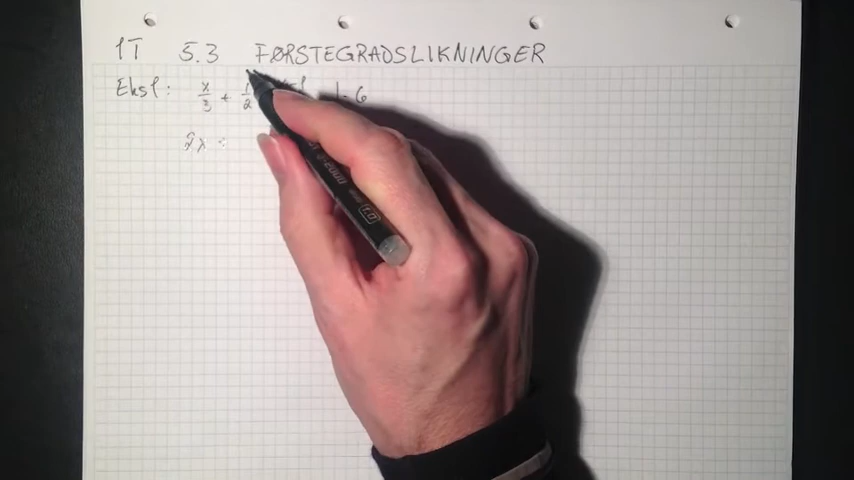 1T 5.3 FØRSTEGRADSLIKNINGER
Eks1: x/3 + 1/2 | · 6
2x